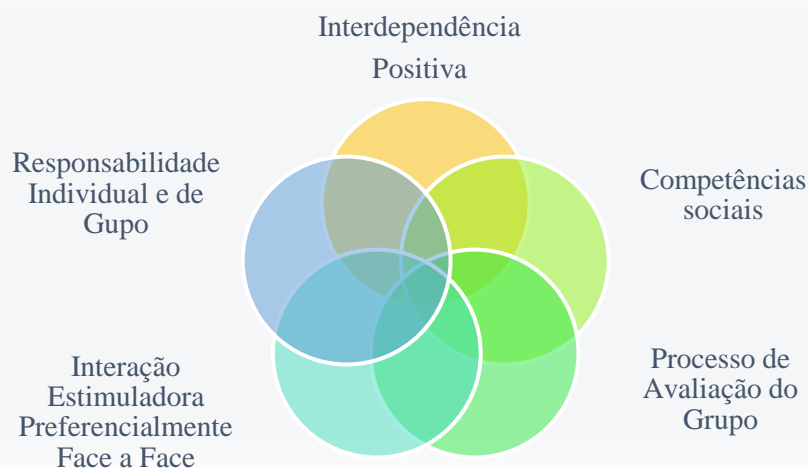 Interdependência
Positiva
Responsabilidade
Individual e de
Gupo
Competências
sociais
Interação
Estimuladora
Preferencialmente
Face a Face
Processo de
Avaliação do
Grupo